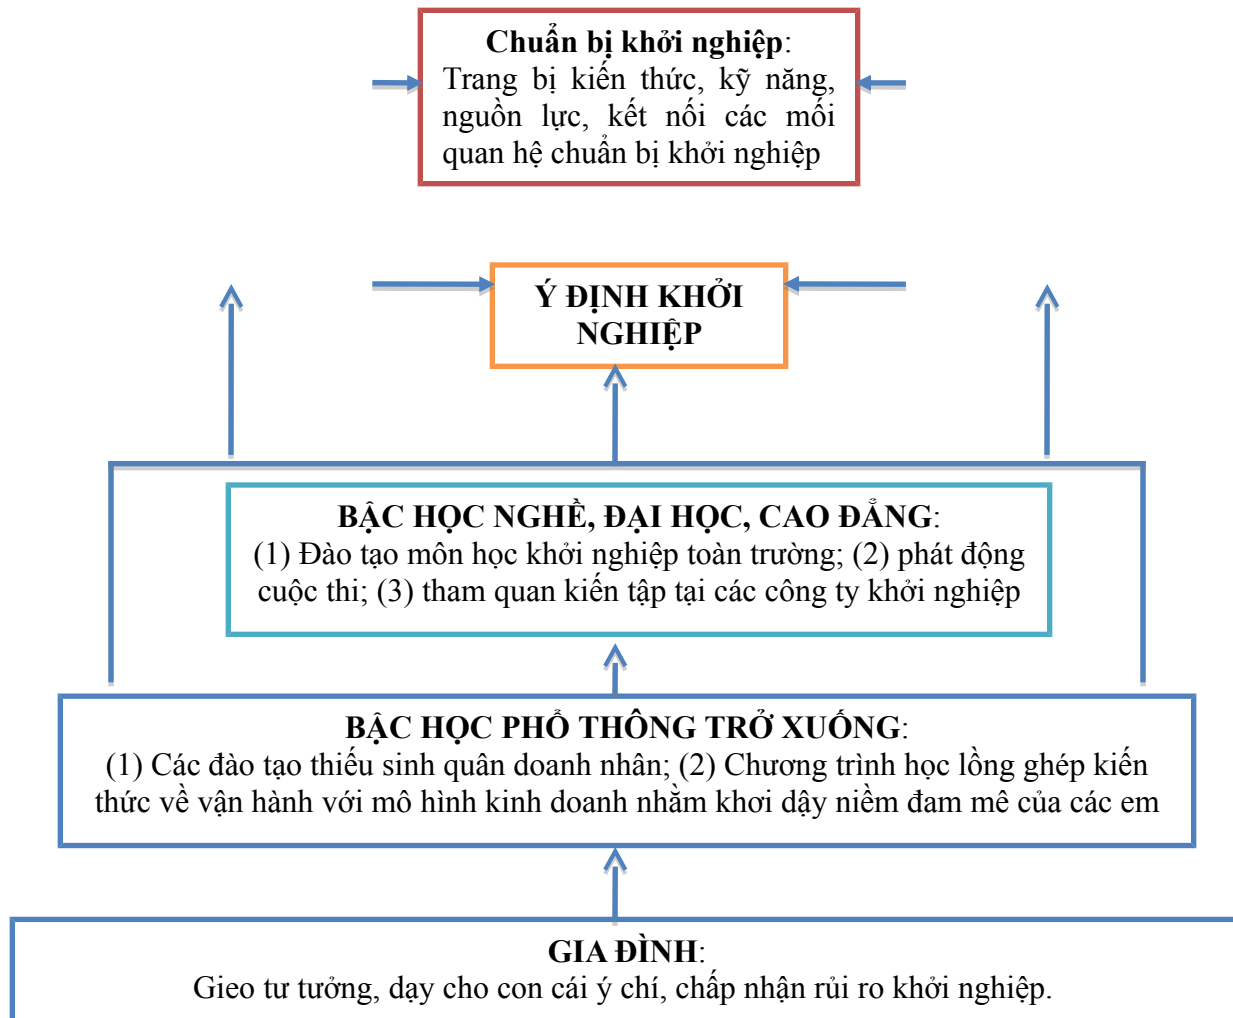 Chuẩn bị khởi nghiệp:
Trang bị kiến thức, kỹ năng,
nguồn lực, kết nối các mối
quan hệ chuẩn bị khởi nghiệp
Ý ĐỊNH KHỞI
NGHIỆP
BẬC HỌC NGHỀ, ĐẠI HỌC, CAO ĐẲNG:
(1) Đào tạo môn học khởi nghiệp toàn trường; (2) phát động
cuộc thi; (3) tham quan kiến tập tại các công ty khởi nghiệp
BẬC HỌC PHỔ THÔNG TRỞ XUỐNG:
(1) Các đào tạo thiếu sinh quân doanh nhân; (2) Chương trình học lồng ghép kiến
thức về vận hành với mô hình kinh doanh nhằm khơi dậy niềm đam mê của các em
GIA ĐÌNH:
Gieo tư tưởng, dạy cho con cái ý chí, chấp nhận rủi ro khởi nghiệp.